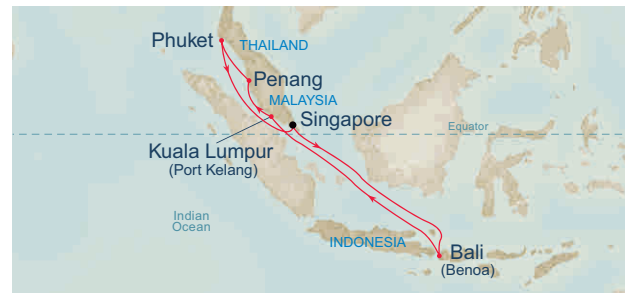 Phuket
THAILAND
Penang
MALAYSIA
Singapore
Equator
Kuala Lumpur
(Port Kelang)
Indian
Ocean
INDONESIA
Bali
(Benoa)